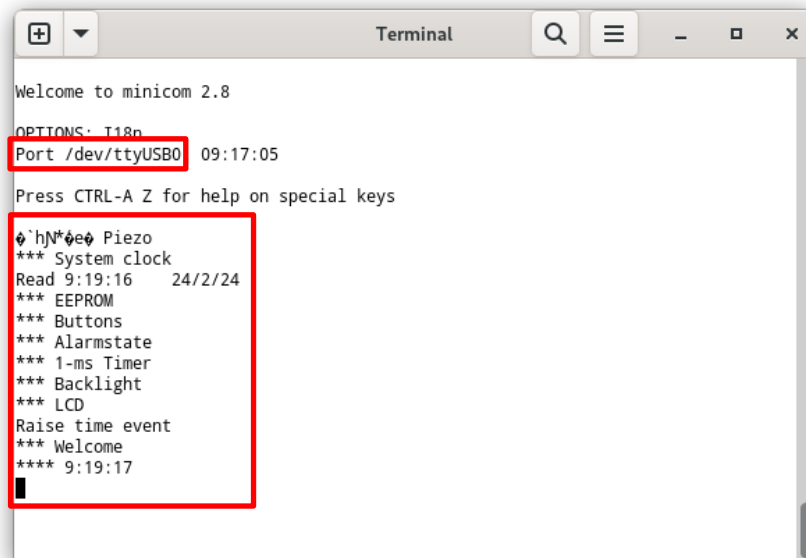 Terminal
Welcome to minicom 2.8
OPTIONS: I18n
Port /dev/ttyUSB0, 09:17:05
Press CTRL-A Z for help on special keys
Piezo
*** System clock
Read 9:19:16    24/2/24
*** EEPROM
*** Buttons
*** Alarmstate
*** 1-ms Timer
*** Backlight
*** LCD
Raise time event
*** Welcome
**** 9:19:17